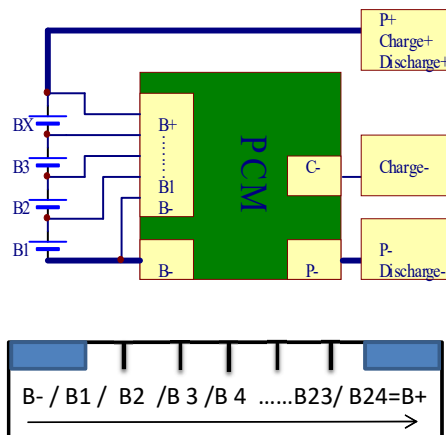 P+
Charge+
Discharge+
BX
B3
B2
B1
B+
........
B1
B-
B-
PCM
C-
P-
Charge-
P-
Discharge-
B- / B1 / B2 /B 3 /B 4 ......B23/ B24=B+